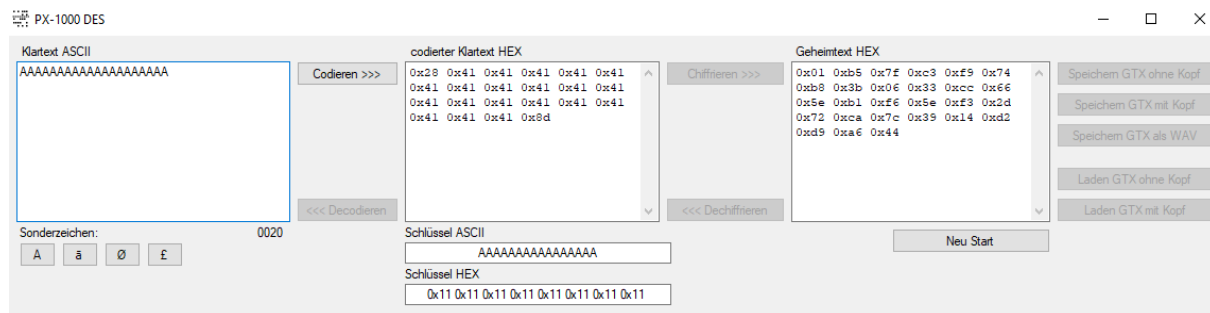 PX-1000 DES
Klartext ASCII
AAAAAAAAAAAAAAAAAAAA
Codieren >>>
<<< Decodieren
Sonderzeichen:
0020
A ā Ø £
codierter Klartext HEX
0x28 0x41 0x41 0x41 0x41 0x41
0x41 0x41 0x41 0x41 0x41 0x41
0x41 0x41 0x41 0x41 0x41 0x41
0x41 0x41 0x41 0x8d
Chiffrieren >>>
<<< Dechiffrieren
Schlüssel ASCII
AAAAAAAAAAAAAAAA
Schlüssel HEX
0x11 0x11 0x11 0x11 0x11 0x11 0x11 0x11
Geheimtext HEX
0x01 0xb5 0x7f 0xc3 0xf9 0x74
0xb8 0x3b 0x06 0x33 0xcc 0x66
0x5e 0xb1 0xf6 0x5e 0xf3 0x2d
0x72 0xca 0x7c 0x39 0x14 0xd2
0xd9 0xa6 0x44
Neu Start
Speichern GTX ohne Kopf
Speichern GTX mit Kopf
Speichern GTX als WAV
Laden GTX ohne Kopf
Laden GTX mit Kopf